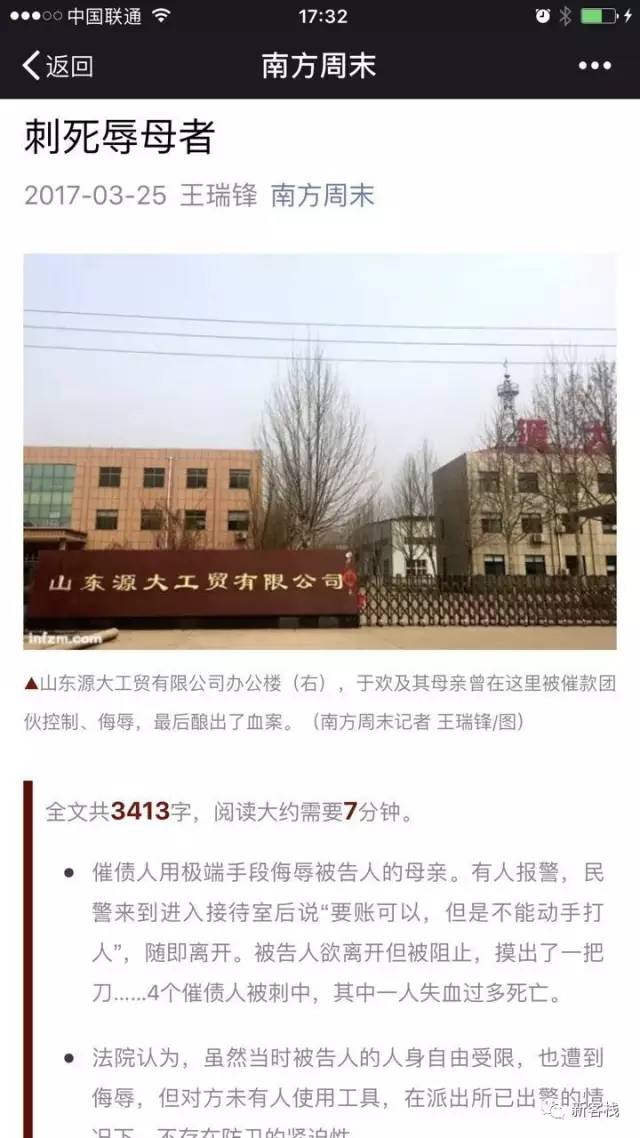 中国联通
17:32
返回
南方周末
刺死辱母者
2017-03-25 王瑞锋 南方周末
源大
山东源大工贸有限公司
infzm.com
▲山东源大工贸有限公司办公楼（右），于欢及其母亲曾在这里被催款团
伙控制、侮辱，最后酿出了血案。（南方周末记者 王瑞锋/图）
全文共3413字，阅读大约需要7分钟。
催债人用极端手段侮辱被告人的母亲。有人报警，民
警来到进入接待室后说“要账可以，但是不能动手打
人”，随即离开。被告人欲离开但被阻止，摸出了一把
刀……4个催债人被刺中，其中一人失血过多死亡。
法院认为，虽然当时被告人的人身自由受限，也遭到
侮辱，但对方未有人使用工具，在派出所已出警的情
况下，不存在防卫的紧迫性
新客栈